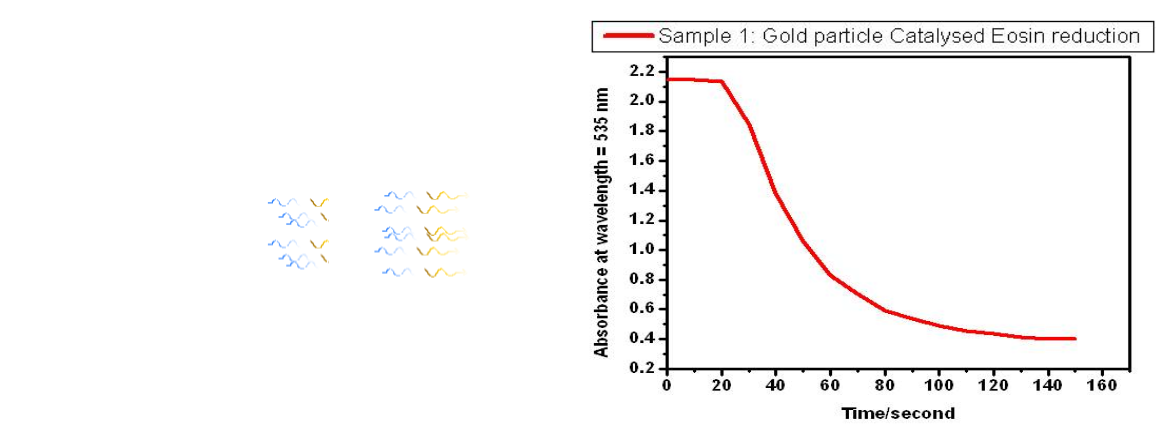 Sample 1: Gold particle Catalysed Eosin reduction
Absorbance at wavelength = 535 nm
2.2
2.0
1.8
1.6
1.4
1.2
1.0
0.8
0.6
0.4
0.2
0 20 40 60 80 100 120 140 160
Time/second